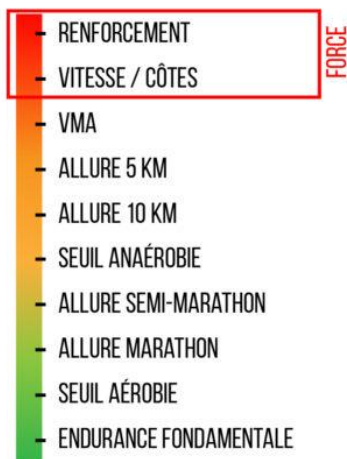 RENFORCEMENT
VITESSE / CÔTES
FORCE
VMA
ALLURE 5 KM
ALLURE 10 KM
SEUIL ANAÉROBIE
ALLURE SEMI-MARATHON
ALLURE MARATHON
SEUIL AÉROBIE
ENDURANCE FONDAMENTALE